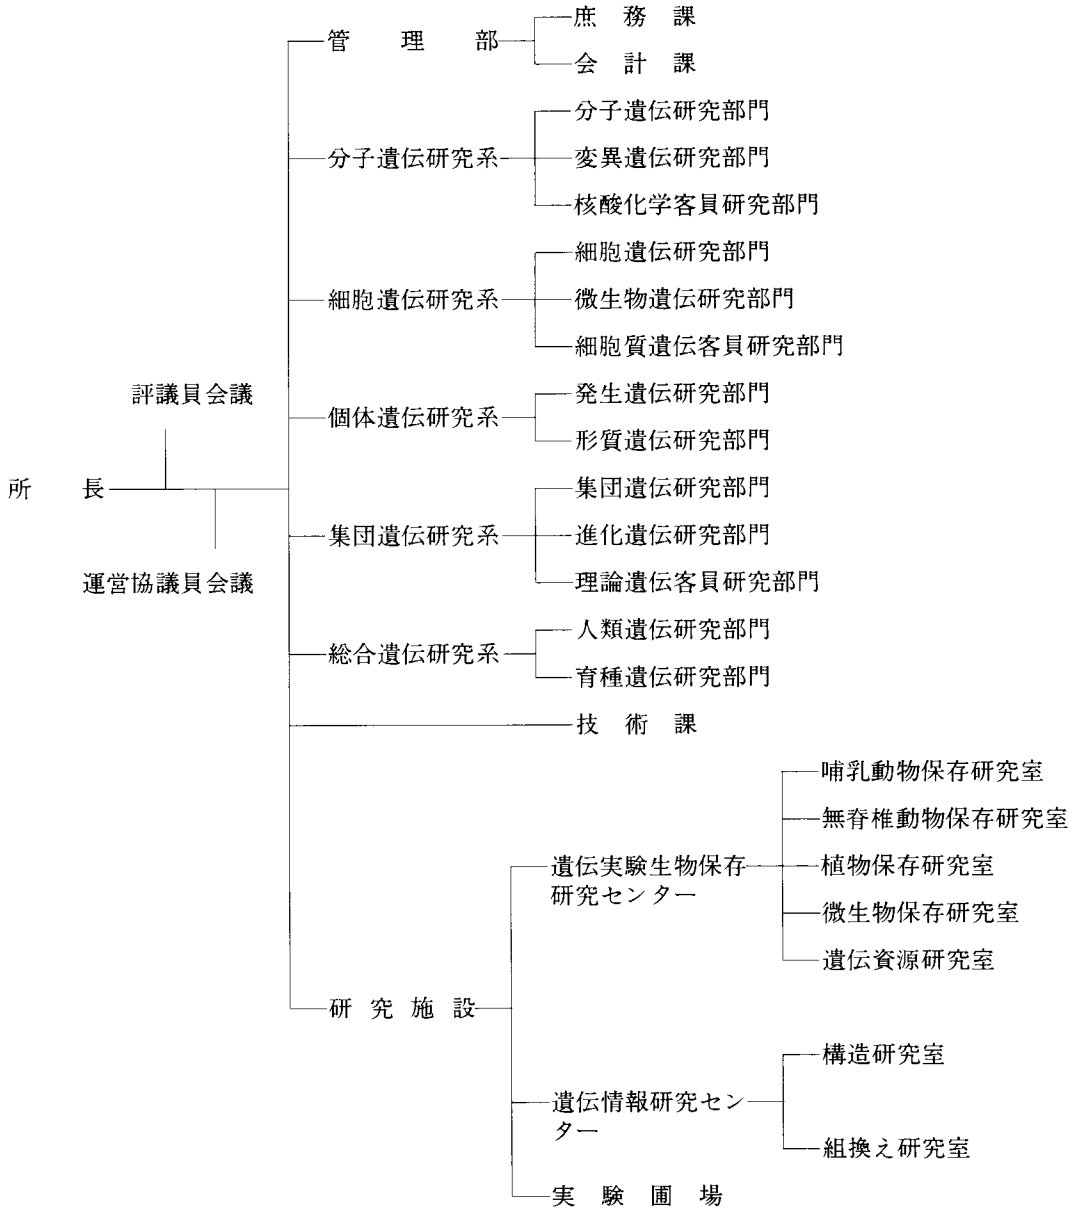 庶務課
管理部
会計課
分子遺伝研究部門
分子遺伝研究系
変異遺伝研究部門
核酸化学客員研究部門
細胞遺伝研究部門
細胞遺伝研究系
微生物遺伝研究部門
細胞質遺伝客員研究部門
評議員会議
発生遺伝研究部門
個体遺伝研究系
形質遺伝研究部門
所長
集団遺伝研究部門
集団遺伝研究系
進化遺伝研究部門
運営協議員会議
理論遺伝客員研究部門
人類遺伝研究部門
総合遺伝研究系
育種遺伝研究部門
技術課
哺乳動物保存研究室
無脊椎動物保存研究室
遺伝実験生物保存
研究センター
植物保存研究室
微生物保存研究室
遺伝資源研究室
研究施設
構造研究室
遺伝情報研究セン
ター
組換え研究室
実験圃場